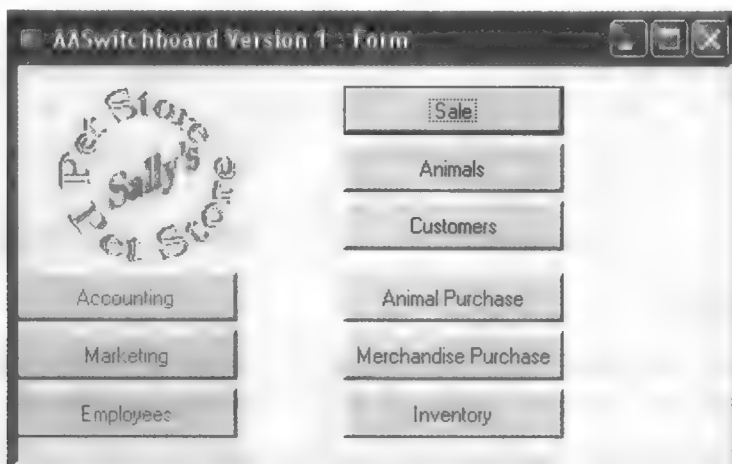 AASwitchboard Version 1 : Form
Pet Store
Sally's
Pet Store
Sale
Animals
Customers
Accounting
Animal Purchase
Marketing
Merchandise Purchase
Employees
Inventory